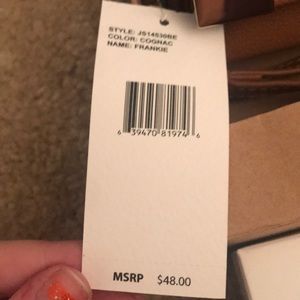 STYLE: JS14530BE
COLOR: COGNAC
NAME: FRANKIE
6 39470 81974 6
MSRP $48.00